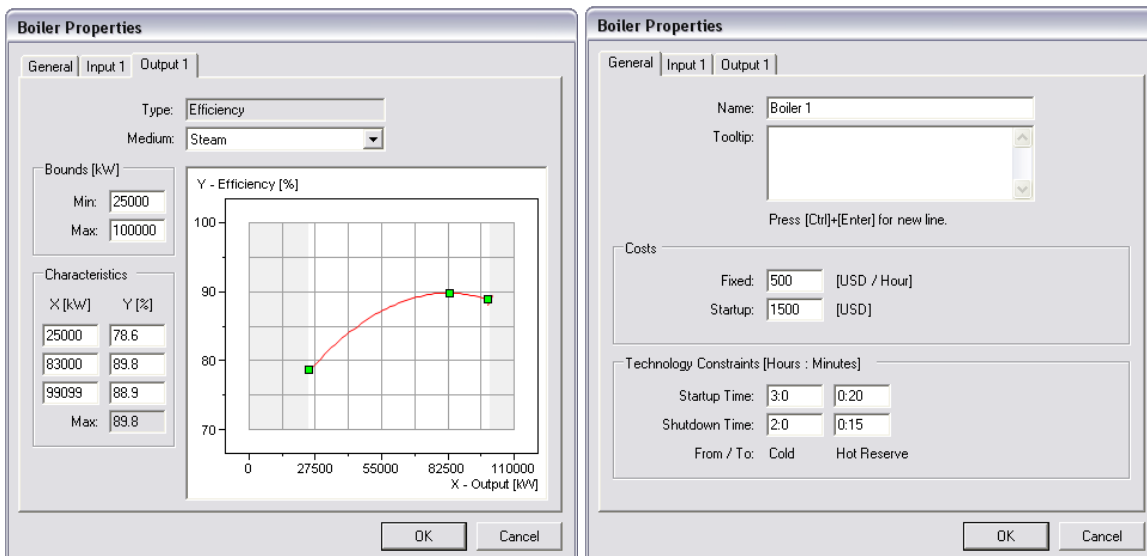 Boiler Properties
General Input 1 Output 1
Type: Efficiency
Medium: Steam
Bounds [kW]
Min: 25000
Max: 100000
Characteristics
X [kW] Y [%]
25000 78.6
83000 89.8
99099 88.9
Max: 89.8
Y - Efficiency [%]
100
90
80
70
0 27500 55000 82500 110000
X - Output [kW]
OK Cancel
Boiler Properties
General Input 1 Output 1
Name: Boiler 1
Tooltip:
Press [Ctrl]+[Enter] for new line.
Costs
Fixed: 500 [USD / Hour]
Startup: 1500 [USD]
Technology Constraints [Hours : Minutes]
Startup Time: 3:0 0:20
Shutdown Time: 2:0 0:15
From / To: Cold Hot Reserve
OK Cancel